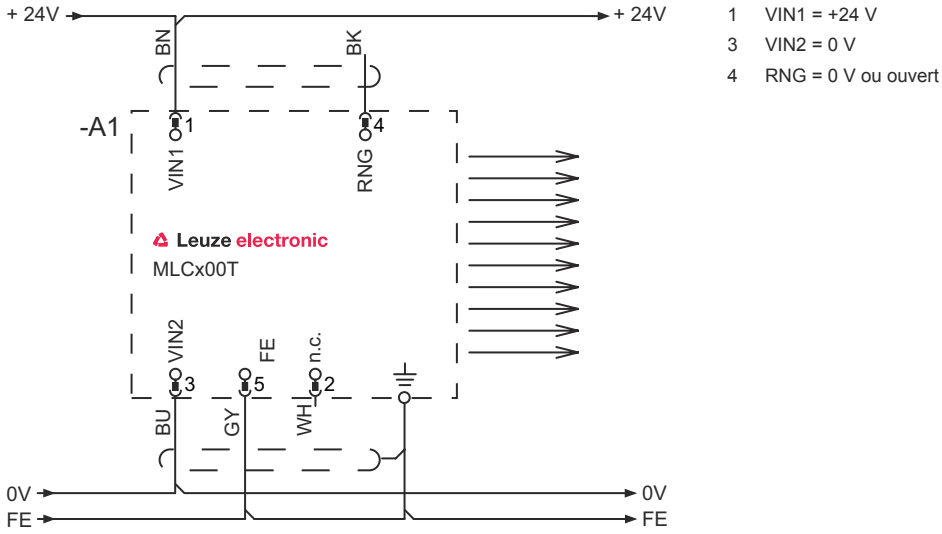 + 24V
+ 24V
1 VIN1 = +24 V
3 VIN2 = 0 V
4 RNG = 0 V ou ouvert
BN
BK
-A1
1
4
VIN1
RNG
Leuze electronic
MLCx00T
VIN2
FE
n.c.
3
5
2
BU
GY
WH
0V
0V
FE
FE